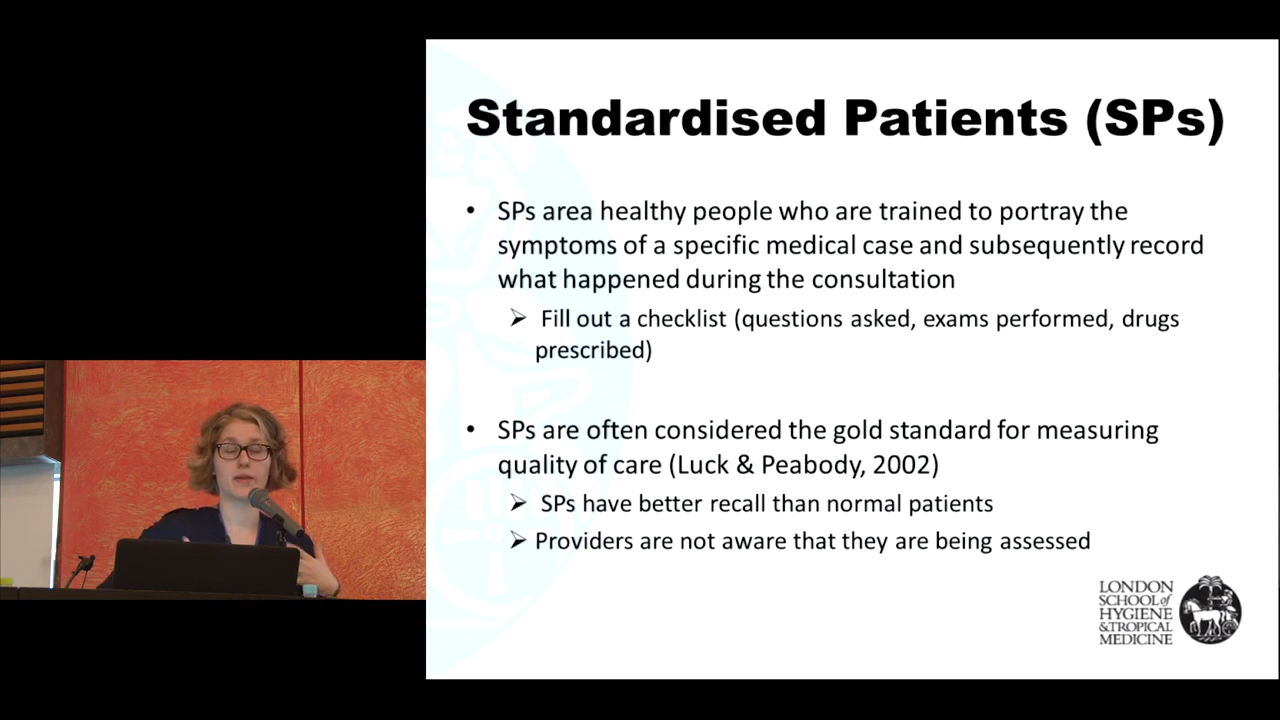 Standardised Patients (SPs)
• SPs area healthy people who are trained to portray the
symptoms of a specific medical case and subsequently record
what happened during the consultation
➢ Fill out a checklist (questions asked, exams performed, drugs
prescribed)
• SPs are often considered the gold standard for measuring
quality of care (Luck & Peabody, 2002)
➢ SPs have better recall than normal patients
➢ Providers are not aware that they are being assessed
LONDON
SCHOOL of
HYGIENE
& TROPICAL
MEDICINE